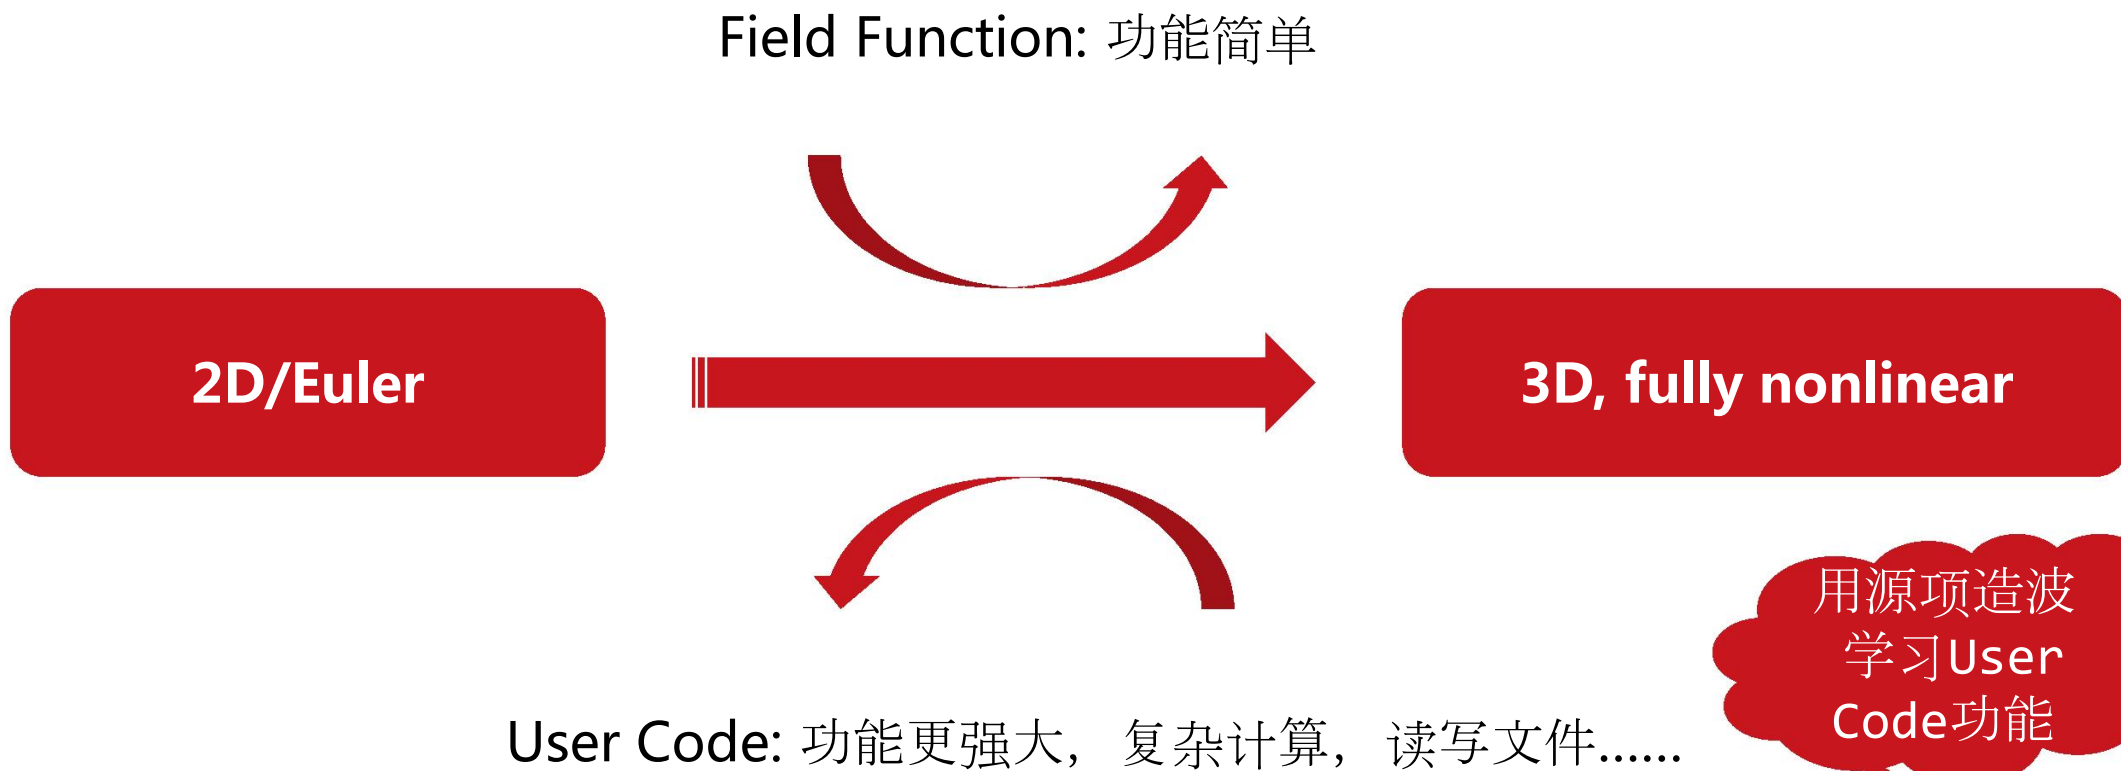 Field Function: 功能简单
2D/Euler
3D, fully nonlinear
用源项造波
学习User
Code功能
User Code: 功能更强大，复杂计算，读写文件……